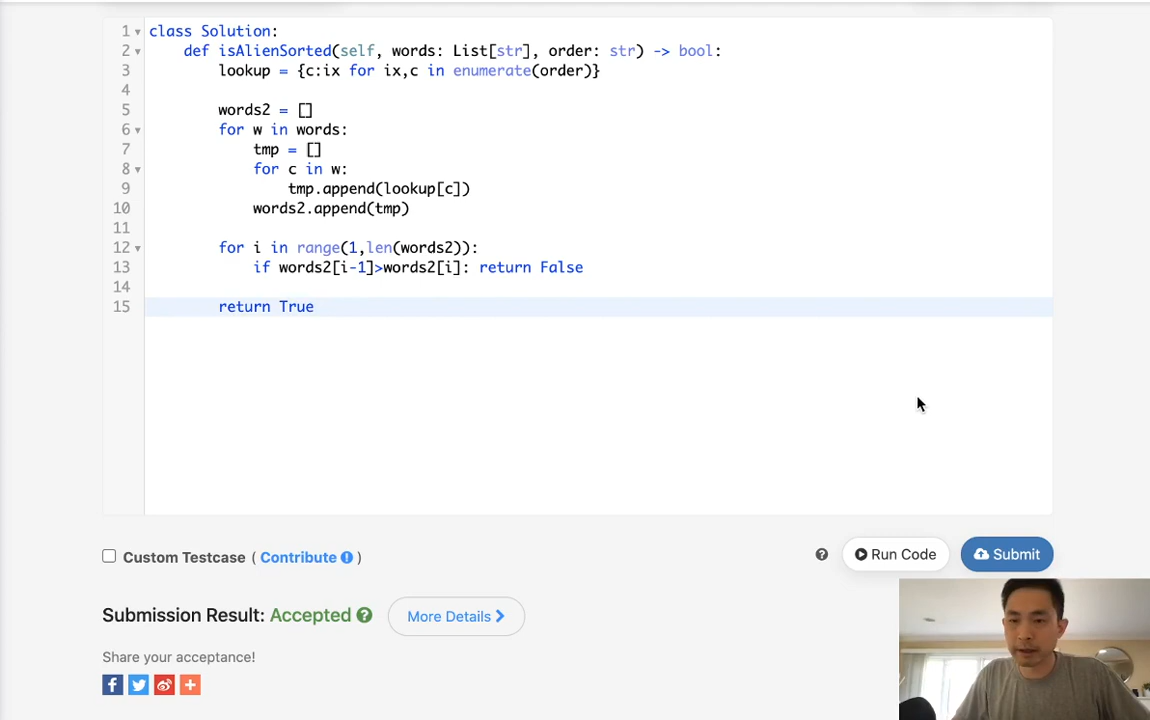 1 class Solution:
2 def isAlienSorted(self, words: List[str], order: str) -> bool:
3 lookup = {c:ix for ix,c in enumerate(order)}
4
5 words2 = []
6 for w in words:
7 tmp = []
8 for c in w:
9 tmp.append(lookup[c])
10 words2.append(tmp)
11
12 for i in range(1,len(words2)):
13 if words2[i-1]>words2[i]: return False
14
15 return True
Custom Testcase ( Contribute ! )
? Run Code Submit
Submission Result: Accepted ? More Details >
Share your acceptance!